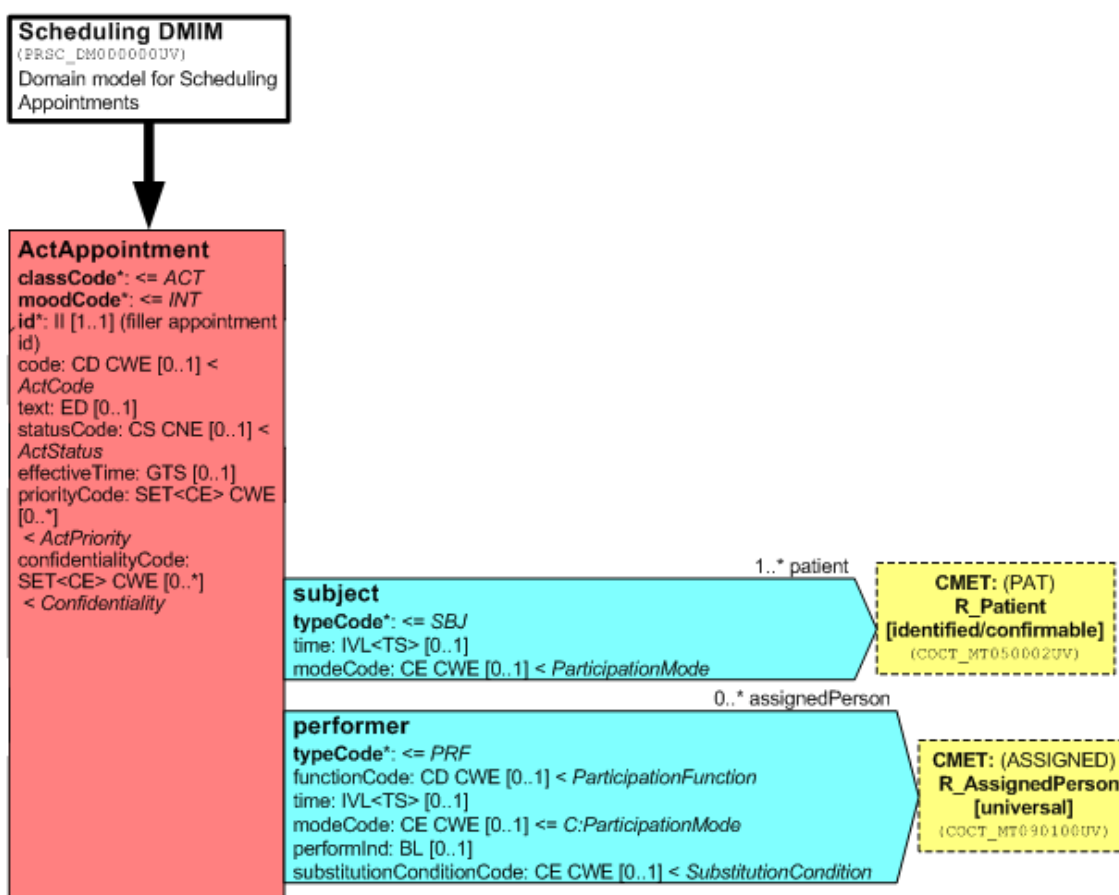 Scheduling DMIM
(PRSC_DM000000UV)
Domain model for Scheduling
Appointments
ActAppointment
classCode*: <= ACT
moodCode*: <= INT
id*: II [1..1] (filler appointment
id)
code: CD CWE [0..1] <
ActCode
text: ED [0..1]
statusCode: CS CNE [0..1] <
ActStatus
effectiveTime: GTS [0..1]
priorityCode: SET<CE> CWE
[0..*]
< ActPriority
confidentialityCode:
SET<CE> CWE [0..*]
< Confidentiality
1..* patient
subject
typeCode*: <= SBJ
time: IVL<TS> [0..1]
modeCode: CE CWE [0..1] < ParticipationMode
CMET: (PAT)
R_Patient
[identified/confirmable]
(COCT_MT050002UV)
0..* assignedPerson
performer
typeCode*: <= PRF
functionCode: CD CWE [0..1] < ParticipationFunction
time: IVL<TS> [0..1]
modeCode: CE CWE [0..1] <= C:ParticipationMode
performInd: BL [0..1]
substitutionConditionCode: CE CWE [0..1] < SubstitutionCondition
CMET: (ASSIGNED)
R_AssignedPerson
[universal]
(COCT_MT090100UV)